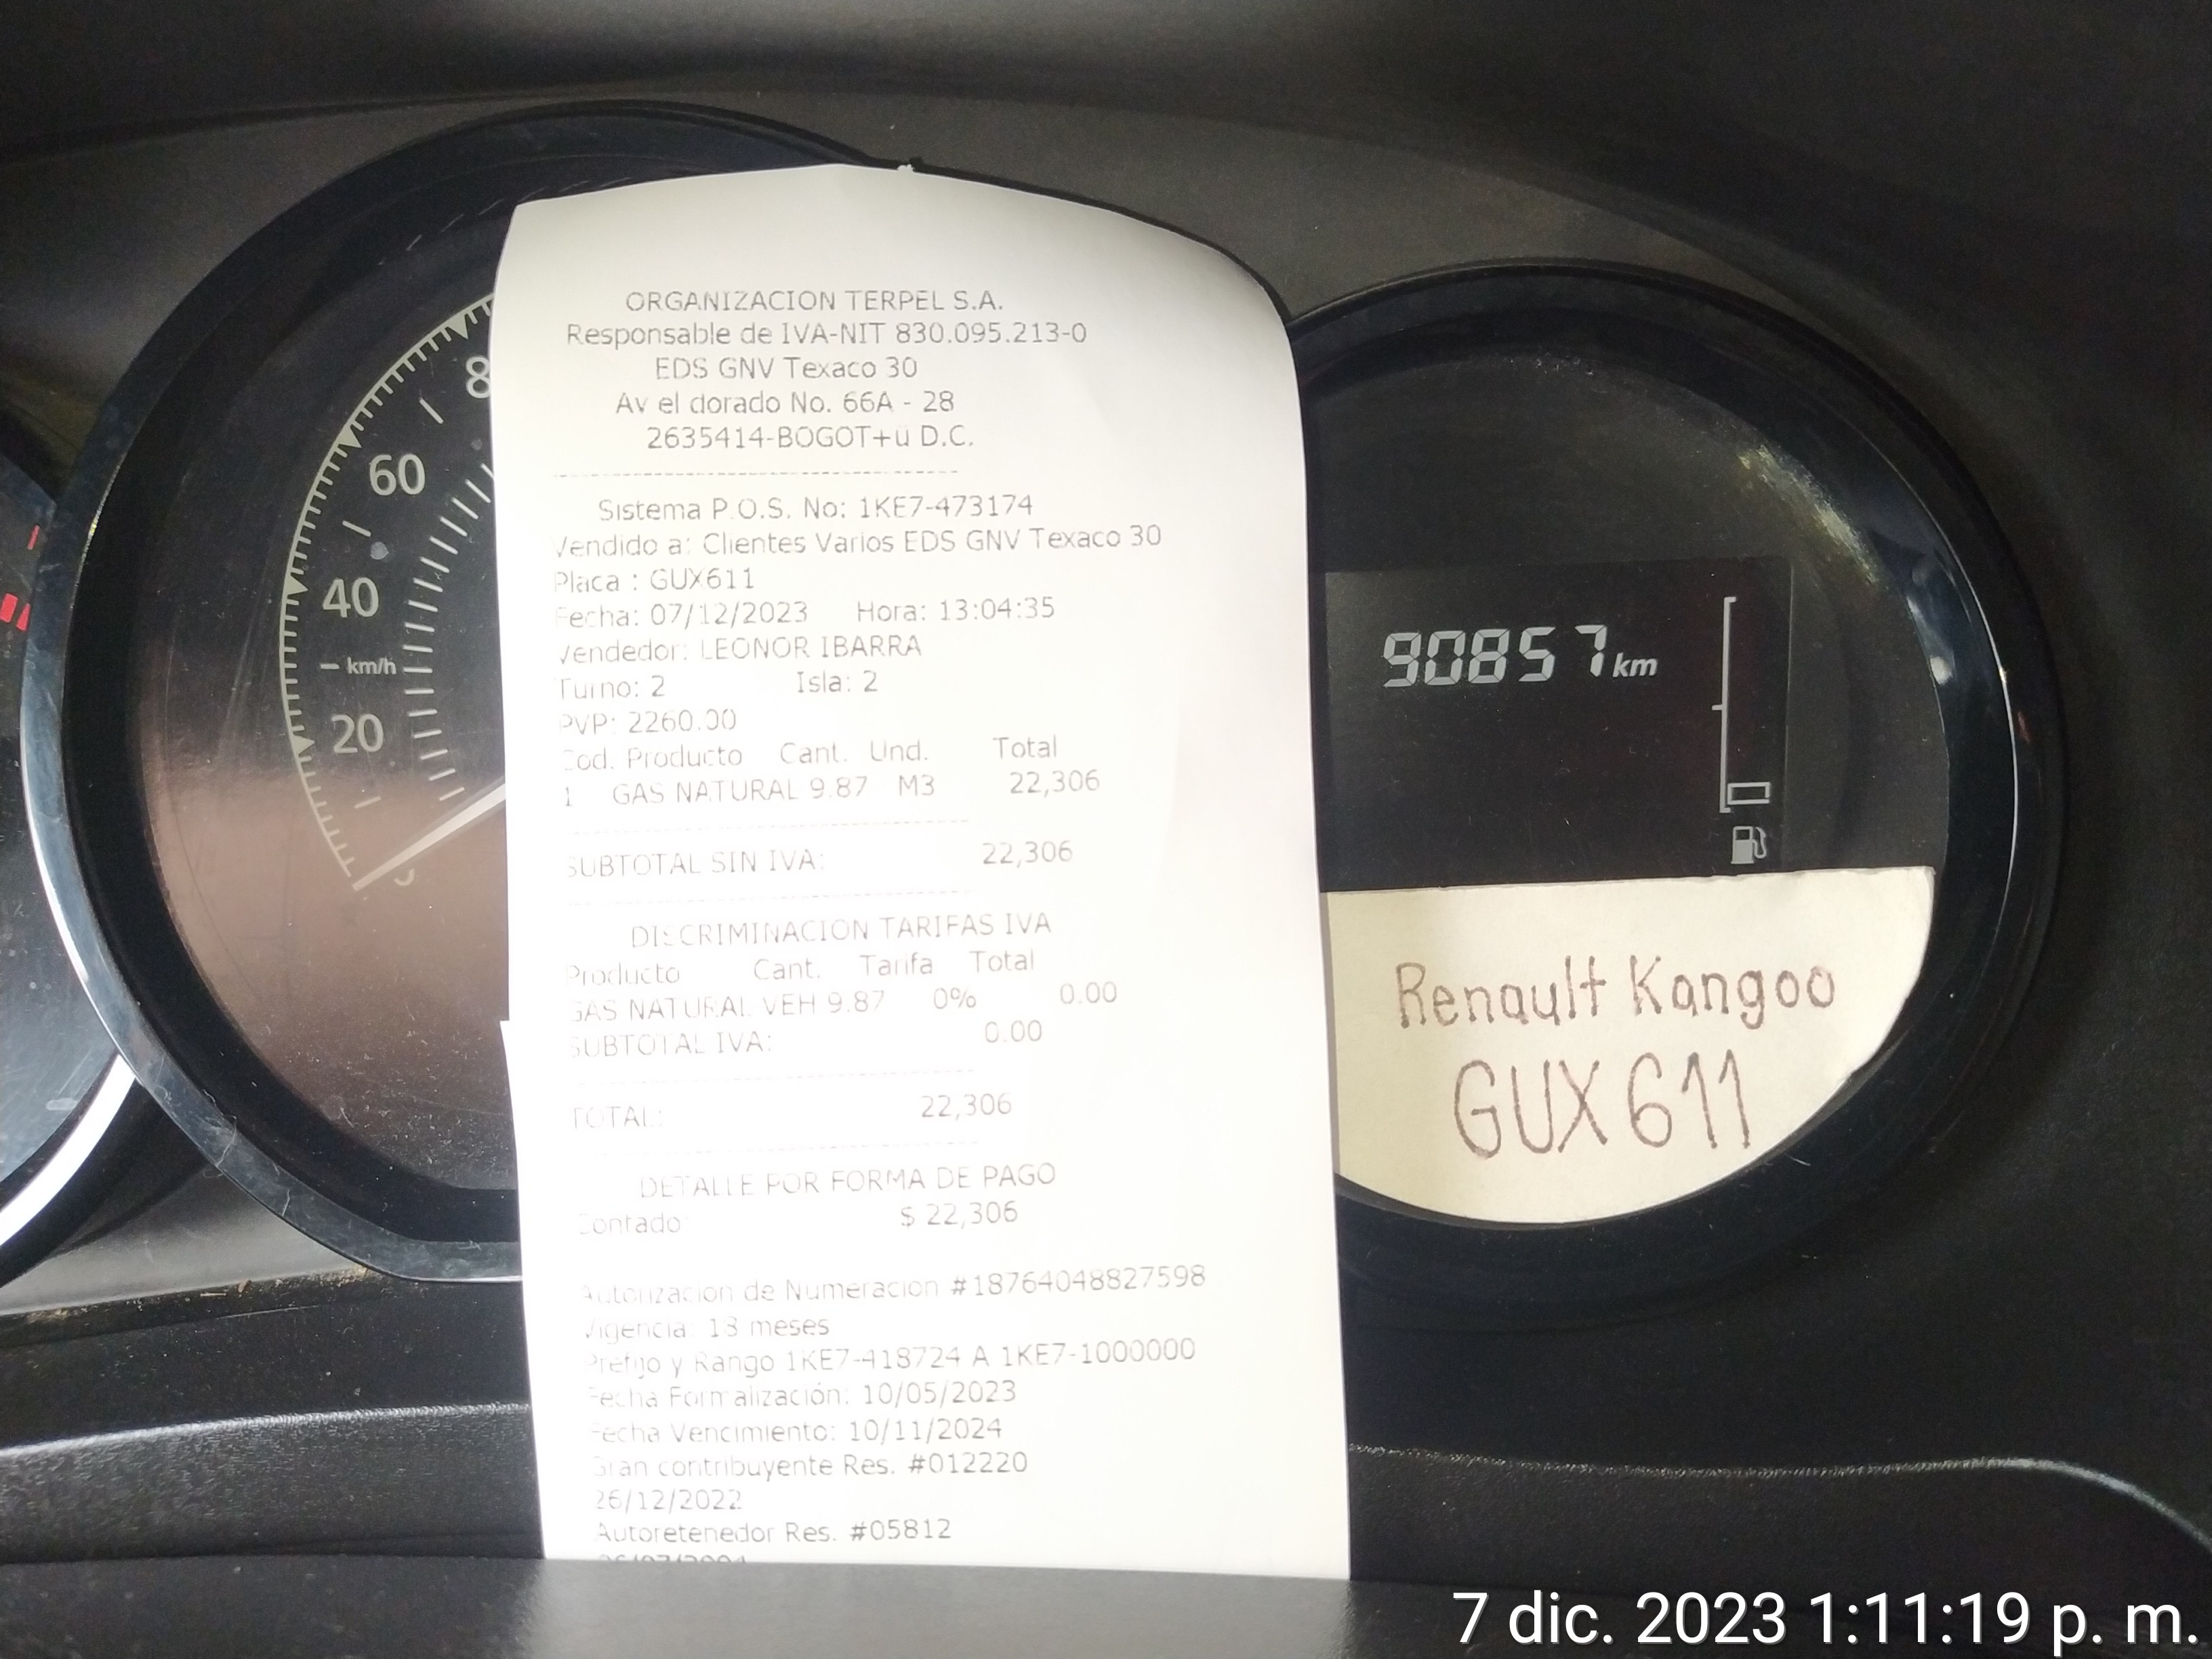 ORGANIZACION TERPEL S.A.
Responsable de IVA-NIT 830.095.213-0
EDS GNV Texaco 30
Av el dorado No. 66A - 28
2635414-BOGOT+u D.C.
Sistema P.O.S. No: 1KE7-473174
Vendido a: Clientes Varios EDS GNV Texaco 30
Placa : GUX611
Fecha: 07/12/2023 Hora: 13:04:35
Vendedor: LEONOR IBARRA
Turno: 2 Isla: 2
PVP: 2260.00
Cod. Producto Cant. Und. Total
1 GAS NATURAL 9.87 M3 22,306
SUBTOTAL SIN IVA: 22,306
DISCRIMINACION TARIFAS IVA
Producto Cant. Tarifa Total
GAS NATURAL VEH 9.87 0% 0.00
SUBTOTAL IVA: 0.00
TOTAL: 22,306
DETALLE POR FORMA DE PAGO
Contado $ 22,306
Autorizacion de Numeracion #18764048827598
Vigencia: 18 meses
Prefijo y Rango 1KE7-418724 A 1KE7-1000000
Fecha Formalización: 10/05/2023
Fecha Vencimiento: 10/11/2024
Gran contribuyente Res. #012220
26/12/2022
Autoretenedor Res. #05812
8
60
40
km/h
20
90857 km
Renault Kangoo
GUX611
7 dic. 2023 1:11:19 p. m.